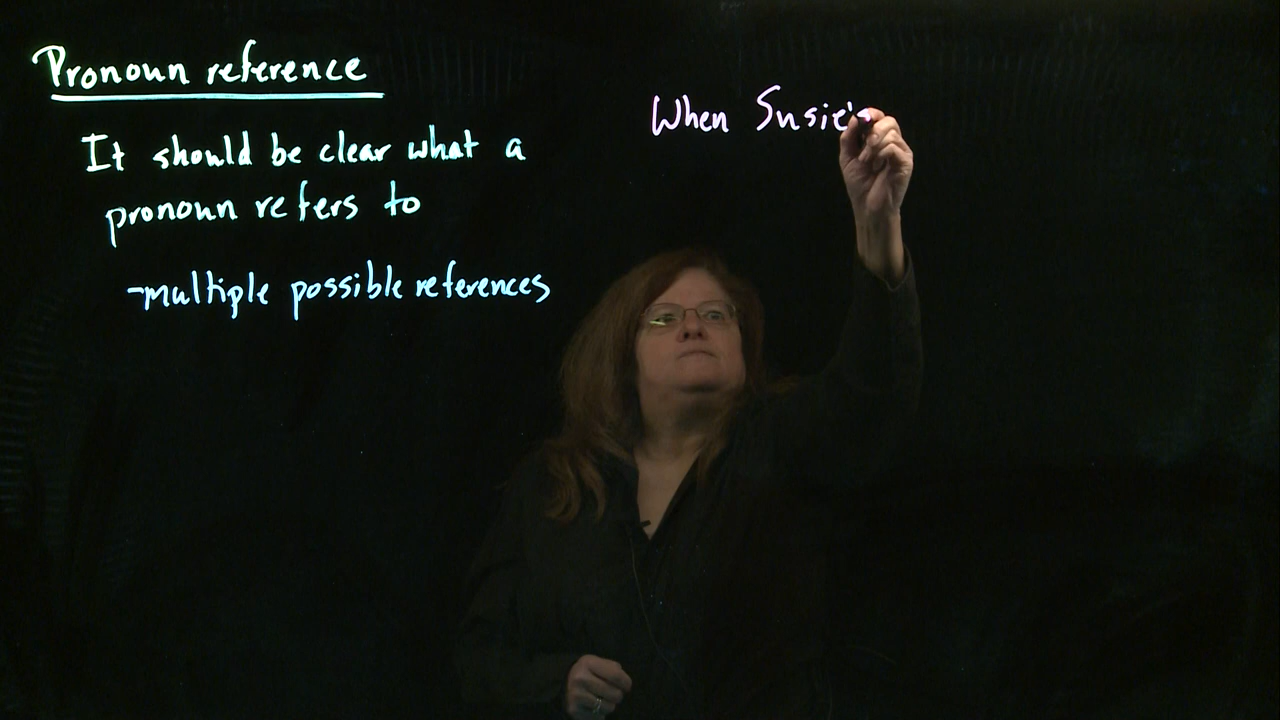 Pronoun reference
It should be clear what a
pronoun refers to
-multiple possible references
When Susie's